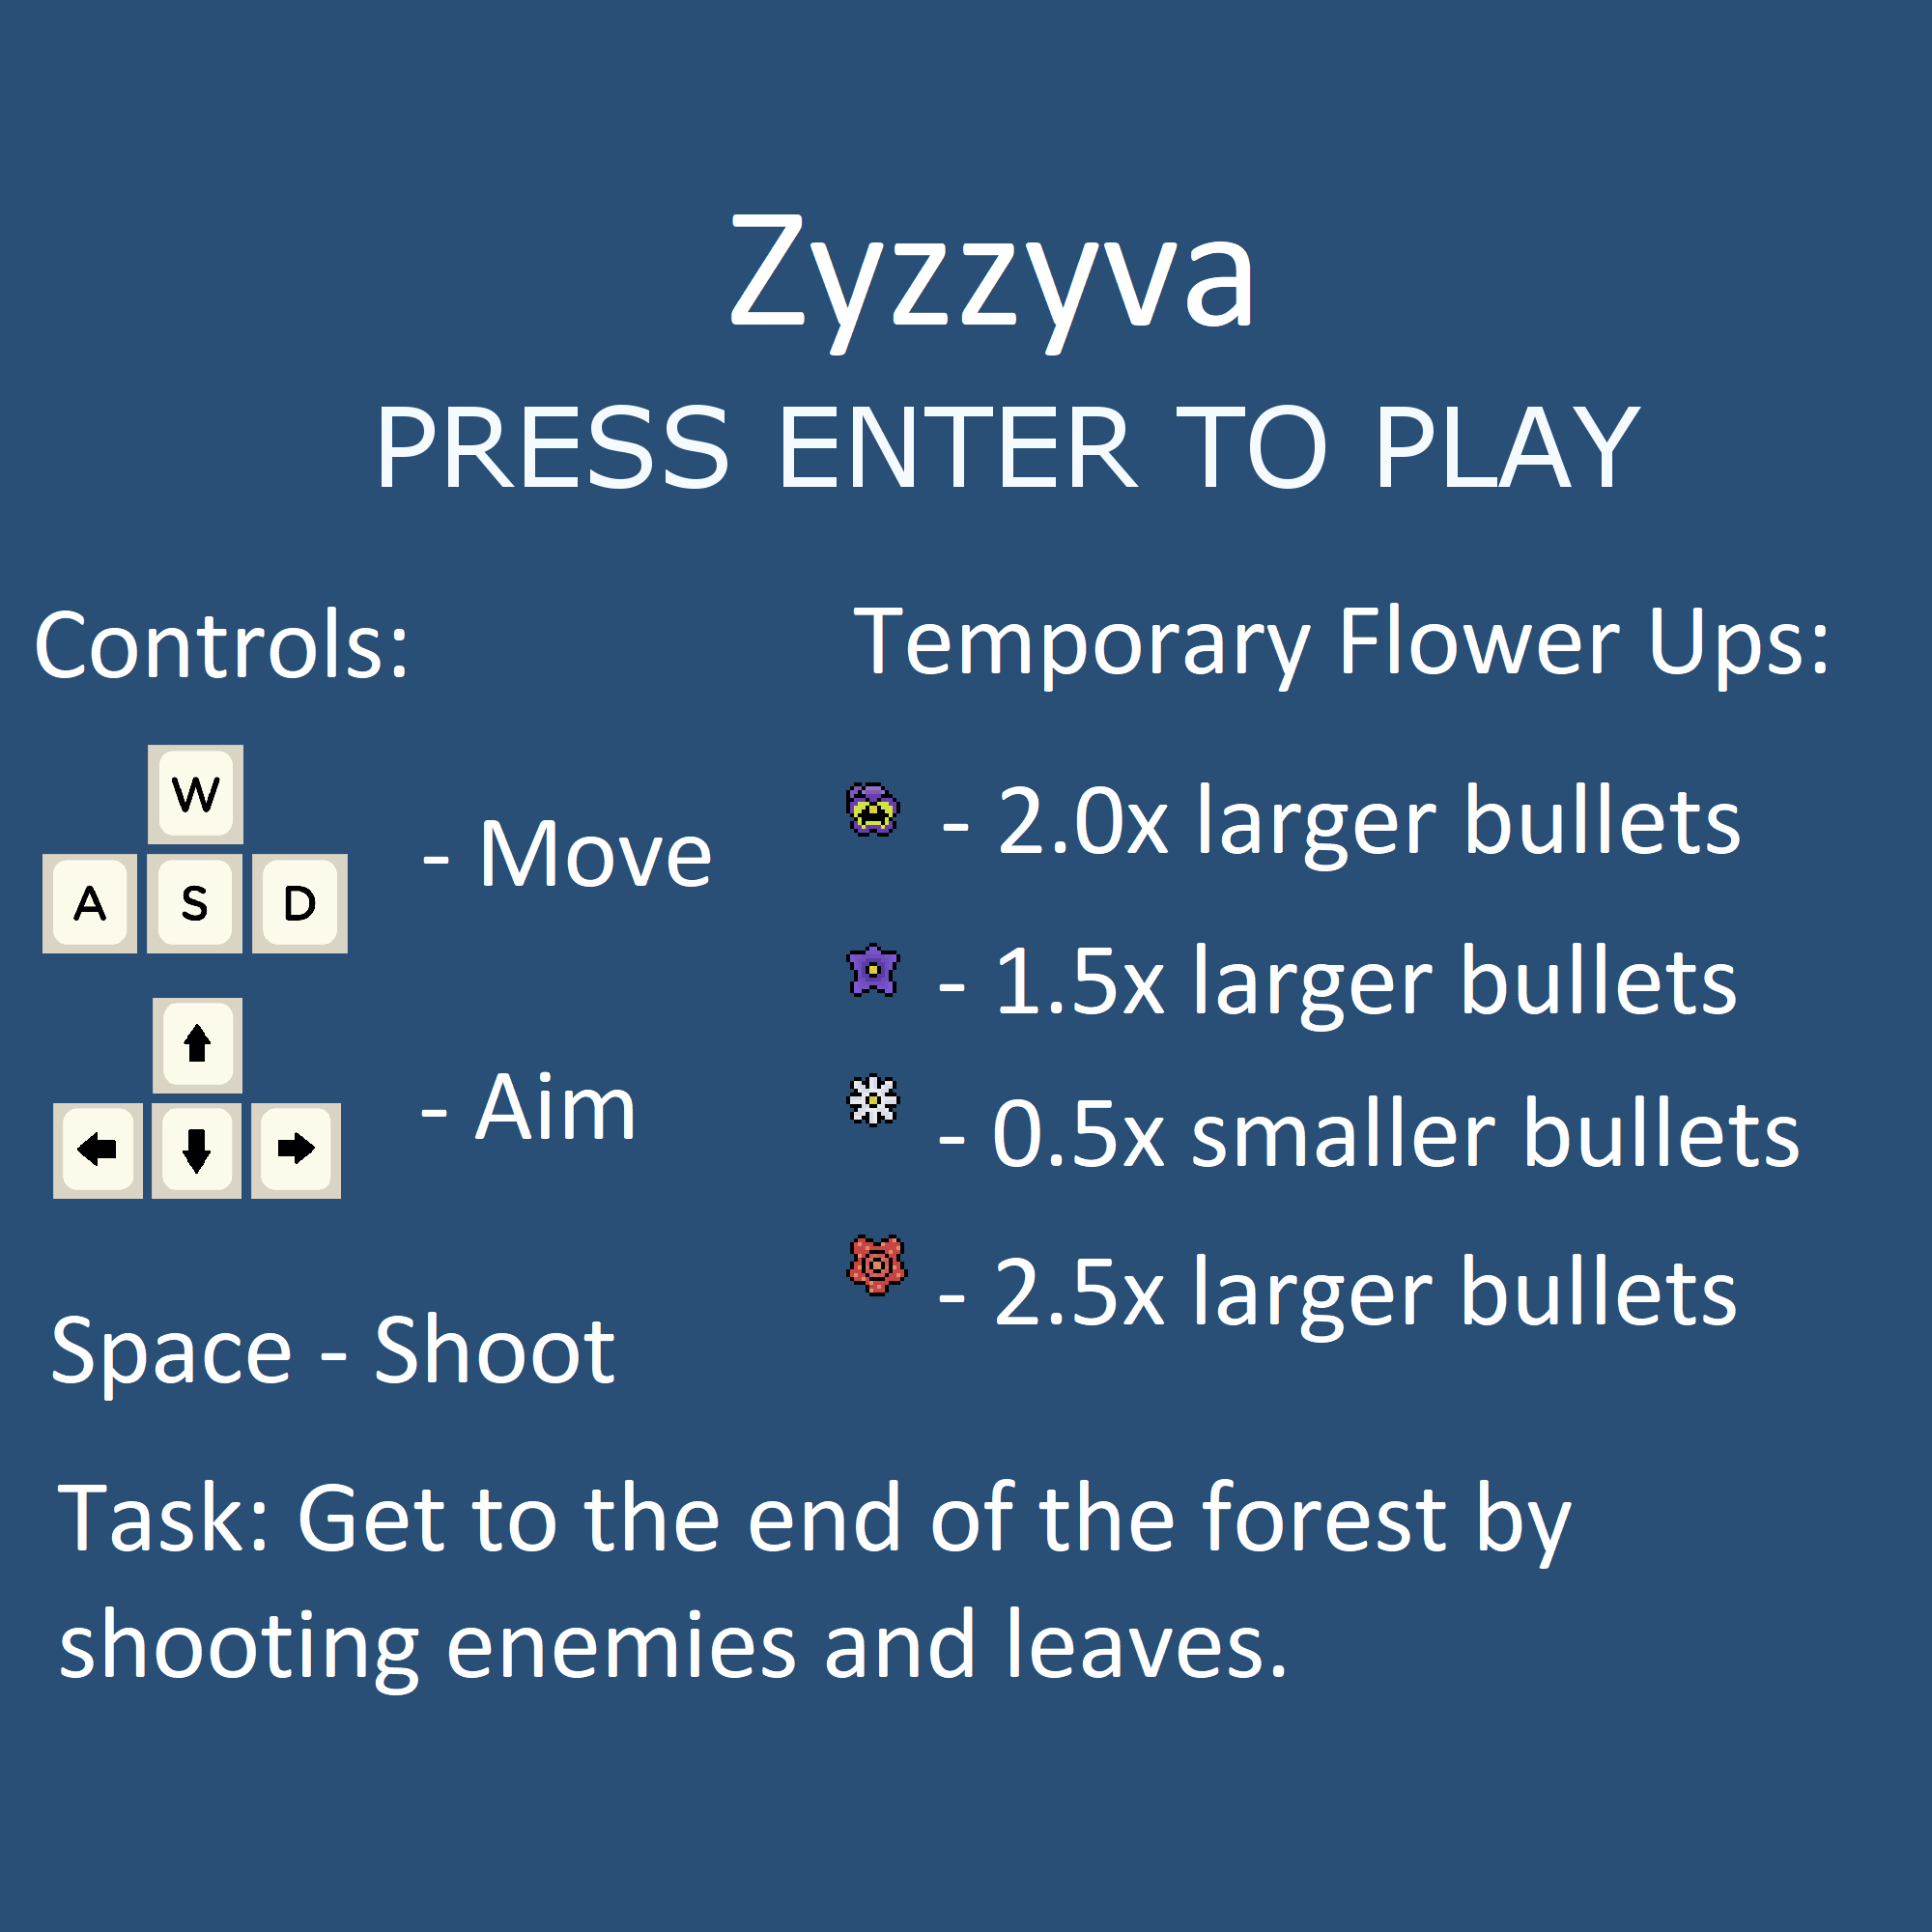 Zyzzyva
PRESS ENTER TO PLAY
Controls:
W
A S D
- Move
- Aim
Space - Shoot
Temporary Flower Ups:
- 2.0x larger bullets
- 1.5x larger bullets
- 0.5x smaller bullets
- 2.5x larger bullets
Task: Get to the end of the forest by
shooting enemies and leaves.